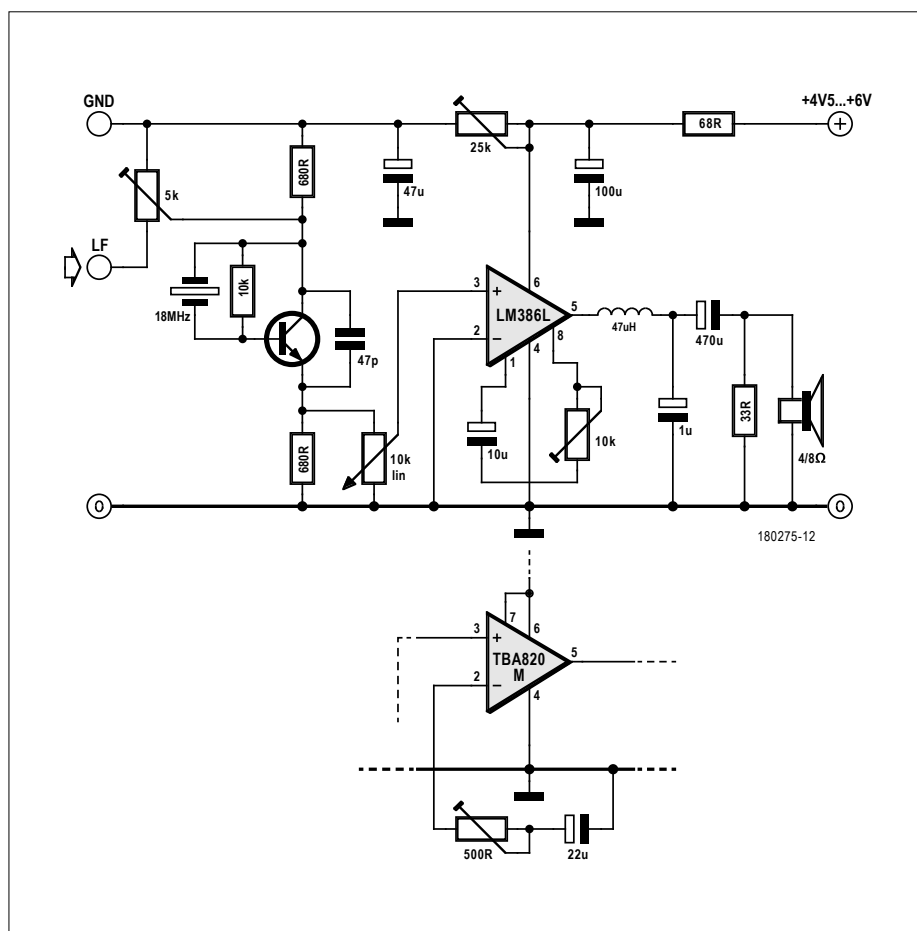 GND
+4V5...+6V
68R
25k
680R
47u
100u
5k
LF
10k
18MHz
3
+
6
LM386L
5
2
−
4
8
1
47uH
470u
47p
10u
10k
1u
33R
4/8Ω
680R
10k
lin
0
0
180275-12
7
3
+
6
TBA820
M
5
2
−
4
500R
22u